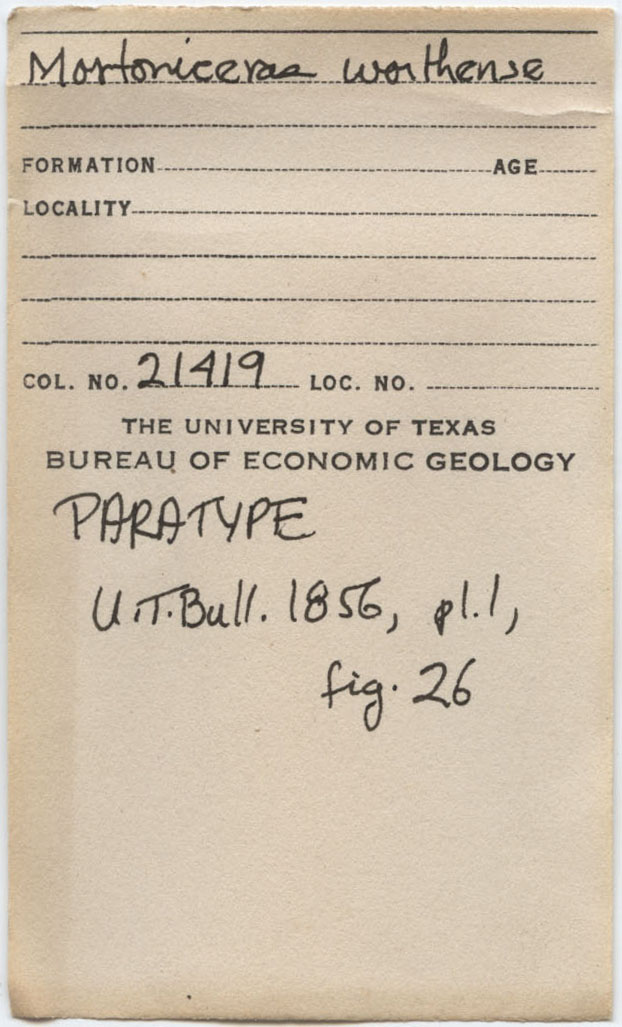 Mortoniceras worthense
FORMATION AGE
LOCALITY
COL. NO. 21419 LOC. NO.
THE UNIVERSITY OF TEXAS
BUREAU OF ECONOMIC GEOLOGY
PARATYPE
U.T. Bull. 1856, pl. 1,
fig. 26